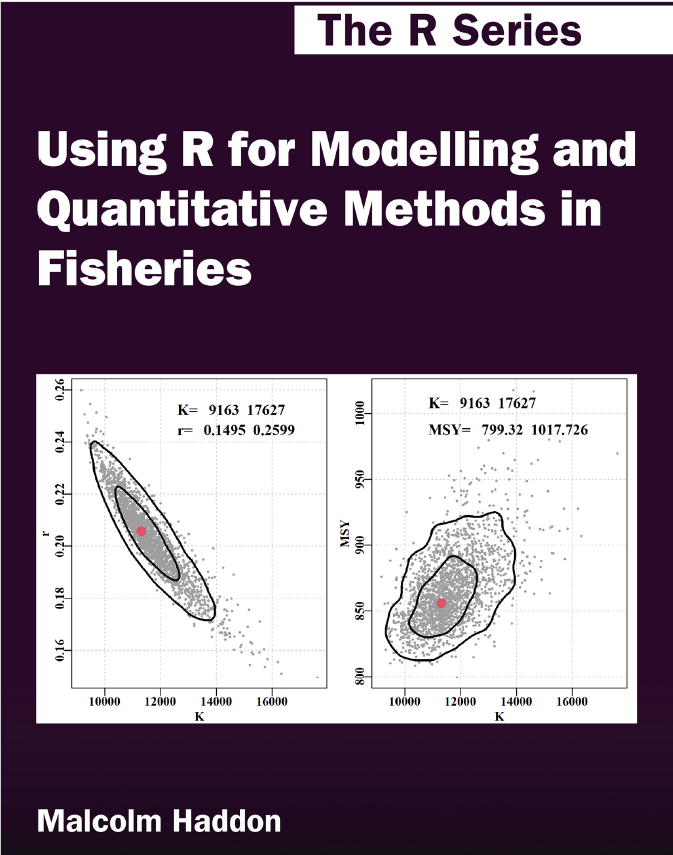 The R Series
Using R for Modelling and
Quantitative Methods in
Fisheries
K= 9163 17627
r= 0.1495 0.2599
0.26
0.24
0.22
0.20
0.18
0.16
r
10000 12000 14000 16000
K
K= 9163 17627
MSY= 799.32 1017.726
1000
950
900
850
800
MSY
10000 12000 14000 16000
K
Malcolm Haddon